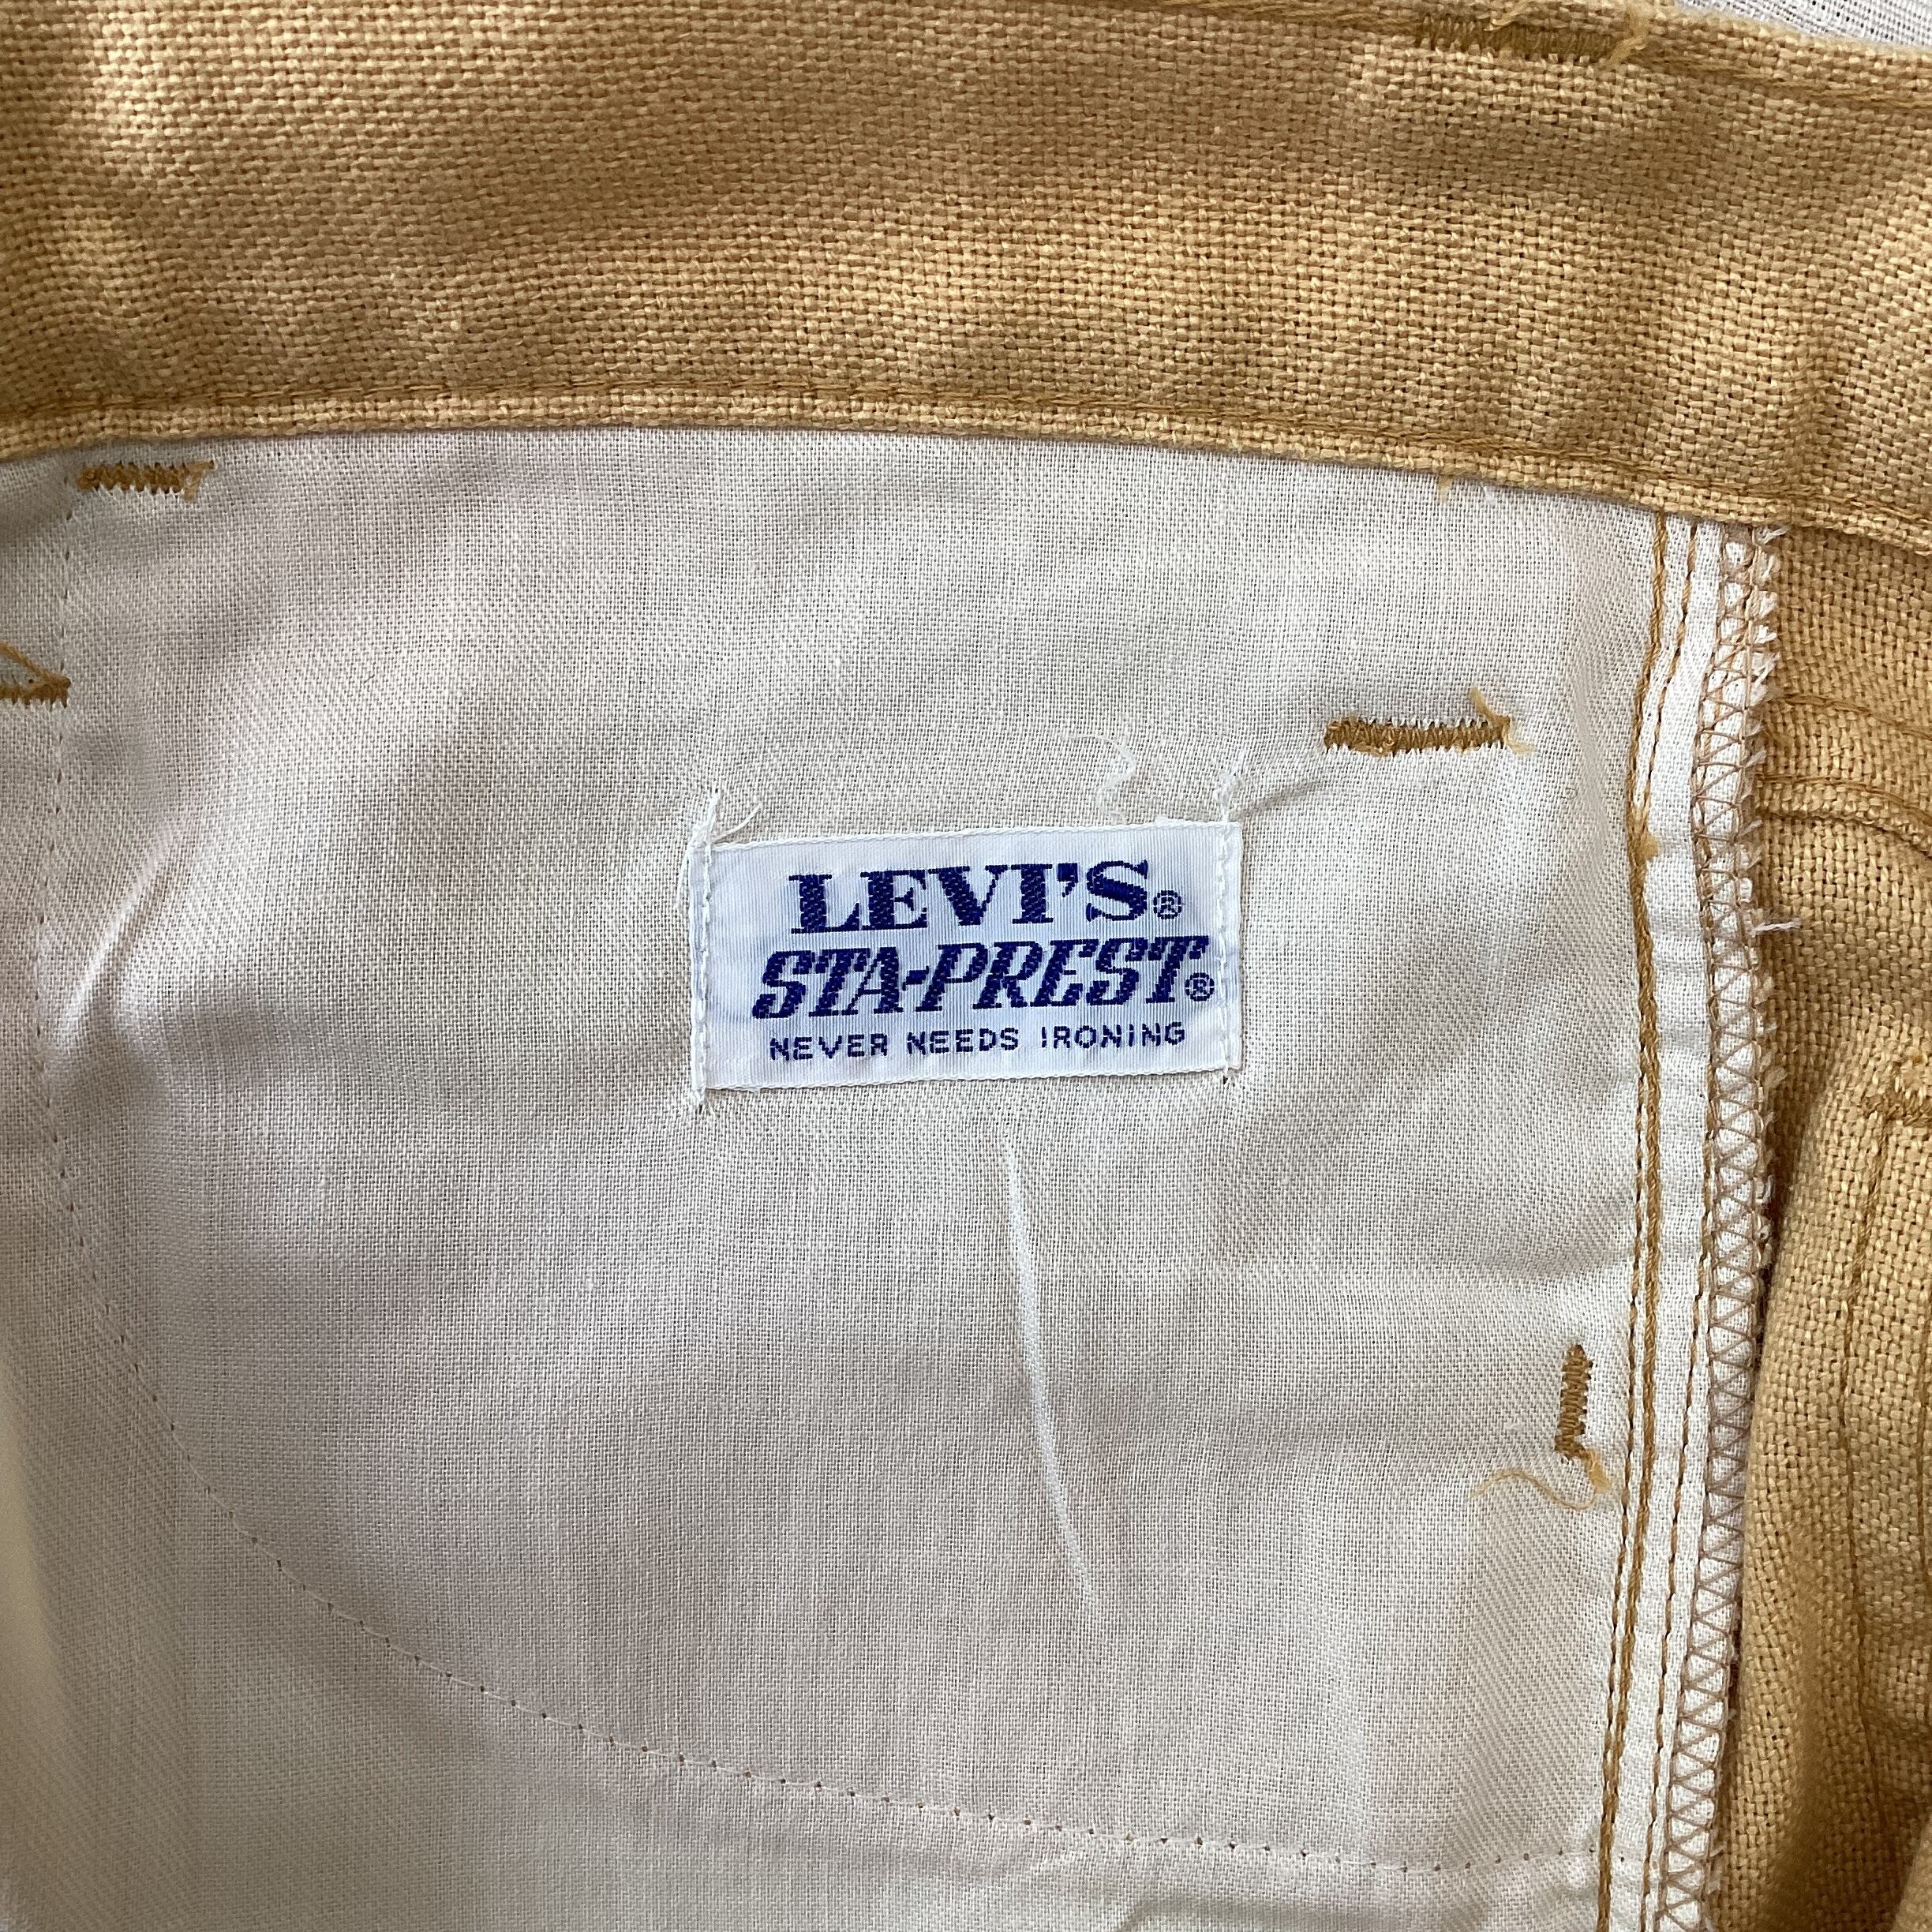 LEVI'S®
STA-PREST®
NEVER NEEDS IRONING